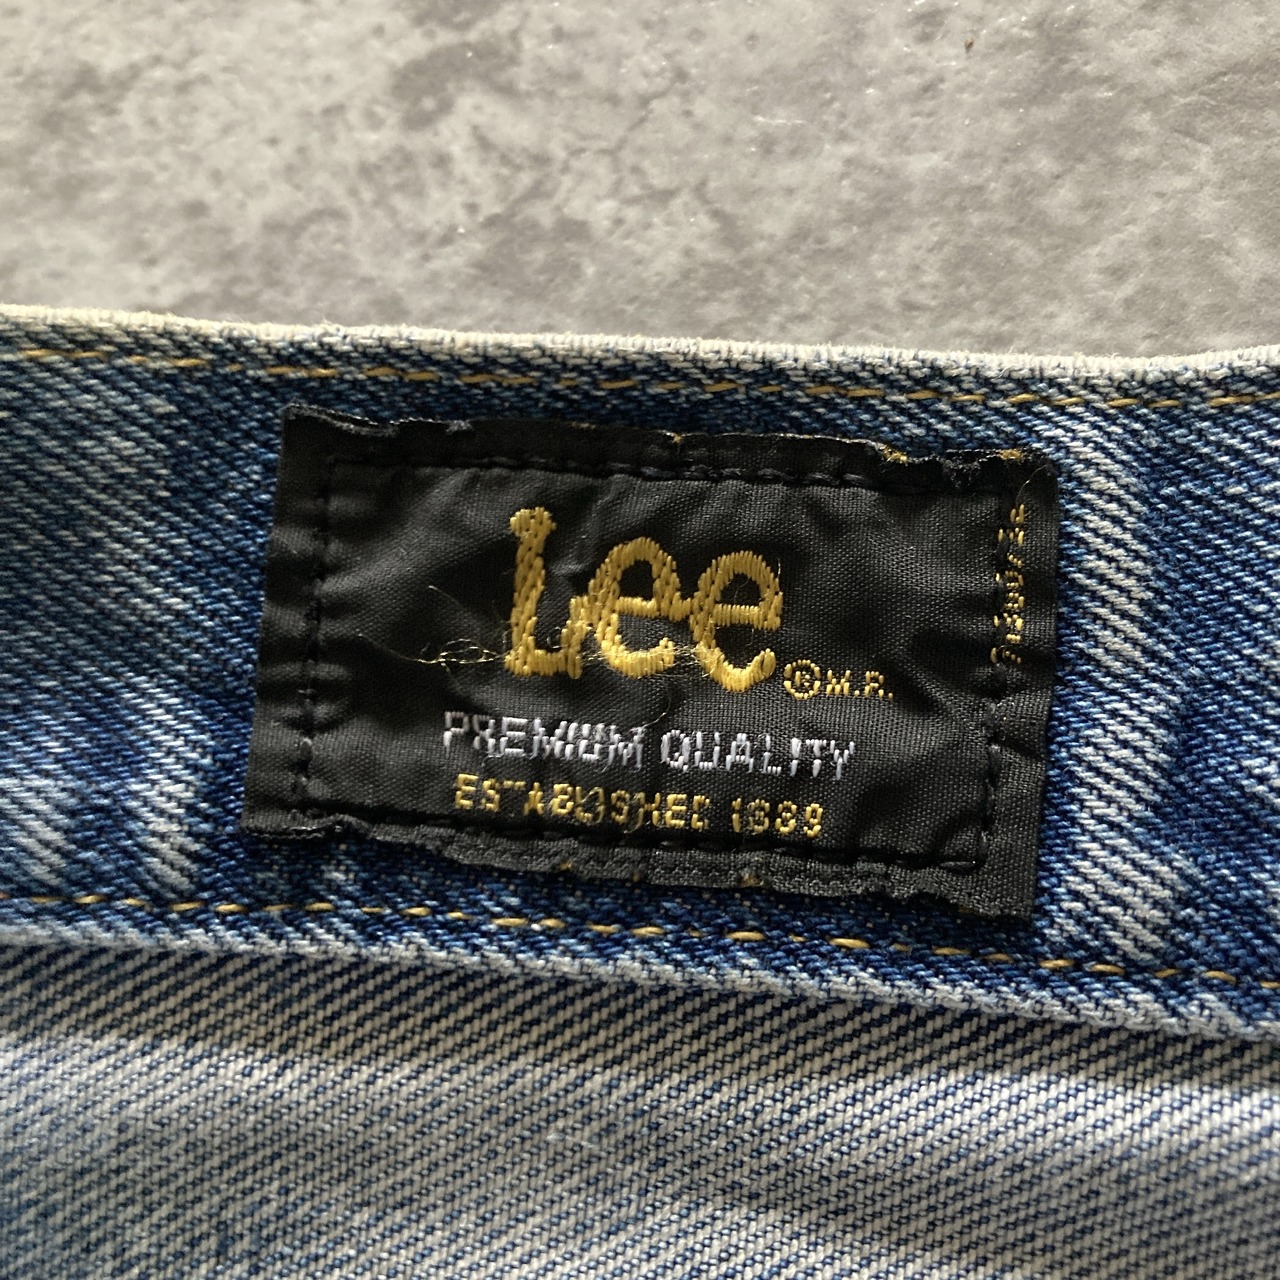 Lee
® M.R.
PREMIUM QUALITY
ESTABLISHED 1889